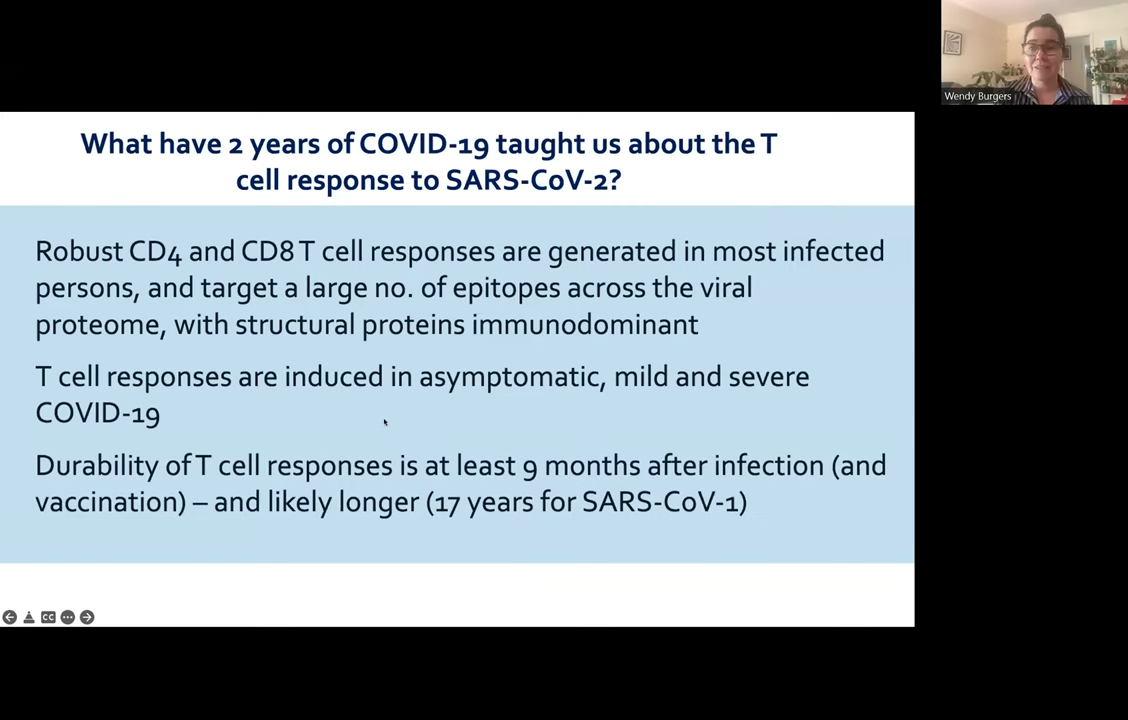 Wendy Burgers
What have 2 years of COVID-19 taught us about the T
cell response to SARS-CoV-2?
Robust CD4 and CD8 T cell responses are generated in most infected
persons, and target a large no. of epitopes across the viral
proteome, with structural proteins immunodominant
T cell responses are induced in asymptomatic, mild and severe
COVID-19
Durability of T cell responses is at least 9 months after infection (and
vaccination) – and likely longer (17 years for SARS-CoV-1)
CC